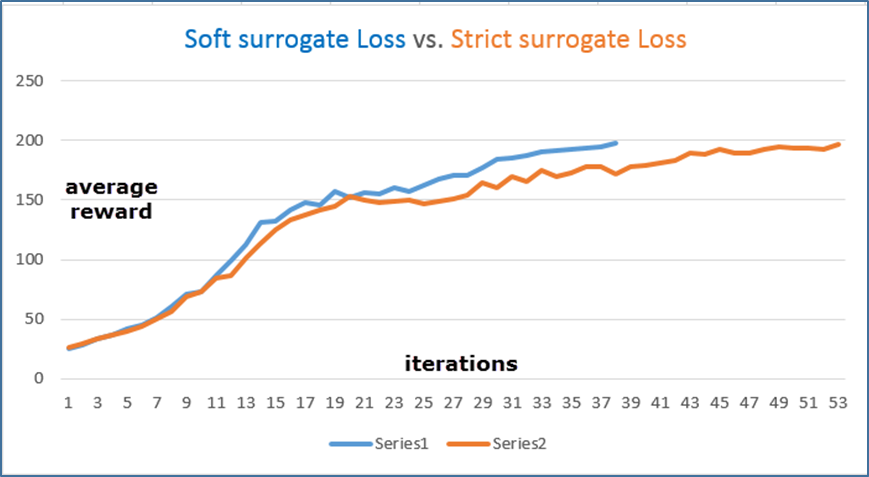 Soft surrogate Loss vs. Strict surrogate Loss
250
200
150
100
50
0
average
reward
iterations
1 3 5 7 9 11 13 14 15 17 19 21 23 25 27 29 31 33 35 37 39 41 43 45 47 49 51 53
Series1 Series2